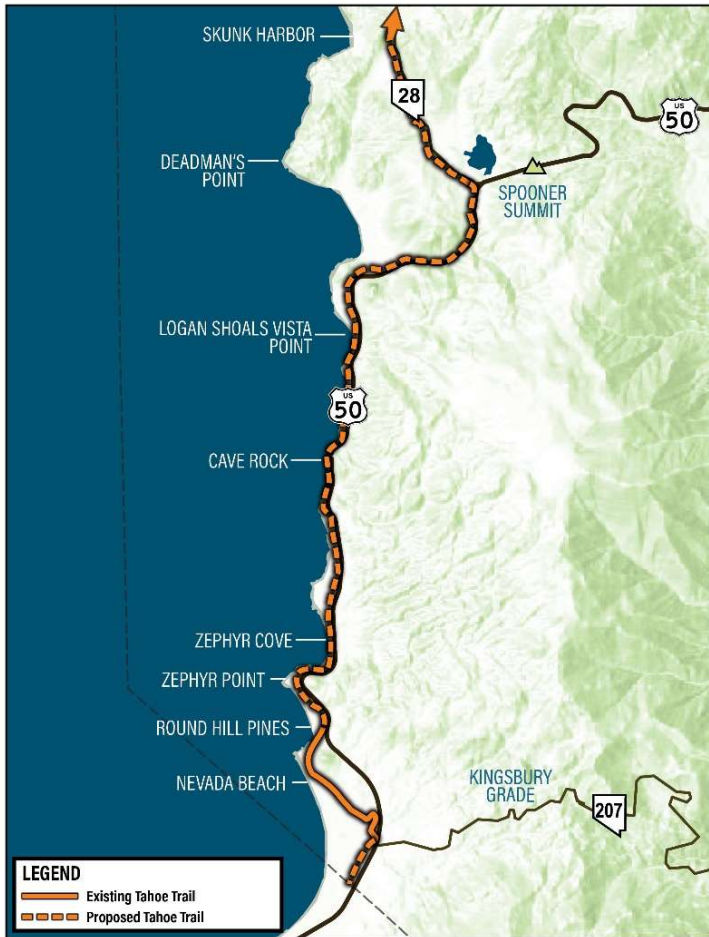 SKUNK HARBOR
28
US
50
DEADMAN'S
POINT
SPOONER
SUMMIT
LOGAN SHOALS VISTA
POINT
US
50
CAVE ROCK
ZEPHYR COVE
ZEPHYR POINT
ROUND HILL PINES
NEVADA BEACH
KINGSBURY
GRADE
207
LEGEND
Existing Tahoe Trail
Proposed Tahoe Trail